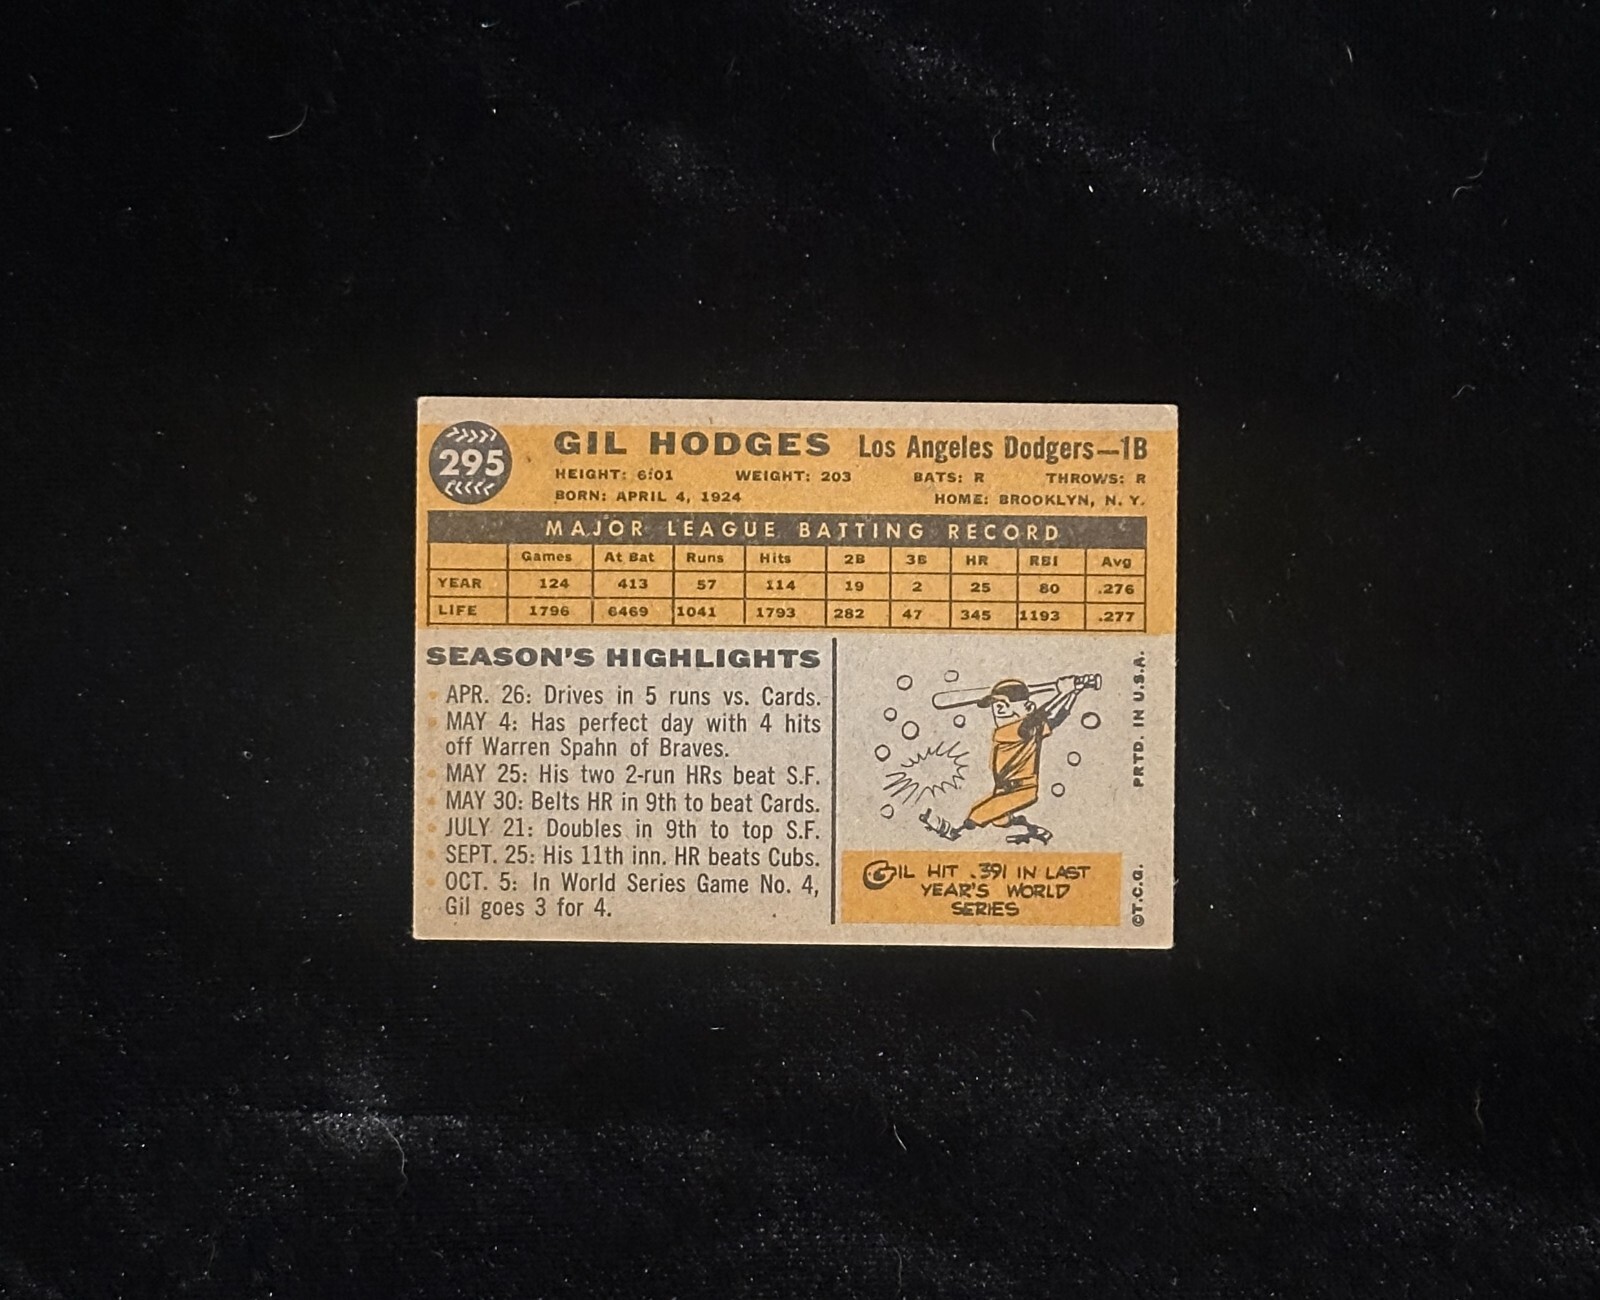 295
GIL HODGES Los Angeles Dodgers—1B
HEIGHT: 6:01 WEIGHT: 203 BATS: R THROWS: R
BORN: APRIL 4, 1924 HOME: BROOKLYN, N. Y.
MAJOR LEAGUE BATTING RECORD
Games At Bat Runs Hits 2B 3B HR RBI Avg
YEAR 124 413 57 114 19 2 25 80 .276
LIFE 1796 6469 1041 1793 282 47 345 1193 .277
SEASON'S HIGHLIGHTS
APR. 26: Drives in 5 runs vs. Cards.
MAY 4: Has perfect day with 4 hits
off Warren Spahn of Braves.
MAY 25: His two 2-run HRs beat S.F.
MAY 30: Belts HR in 9th to beat Cards.
JULY 21: Doubles in 9th to top S.F.
SEPT. 25: His 11th inn. HR beats Cubs.
OCT. 5: In World Series Game No. 4,
Gil goes 3 for 4.
GIL HIT .391 IN LAST
YEAR'S WORLD
SERIES
©T.C.G. PRTD. IN U.S.A.